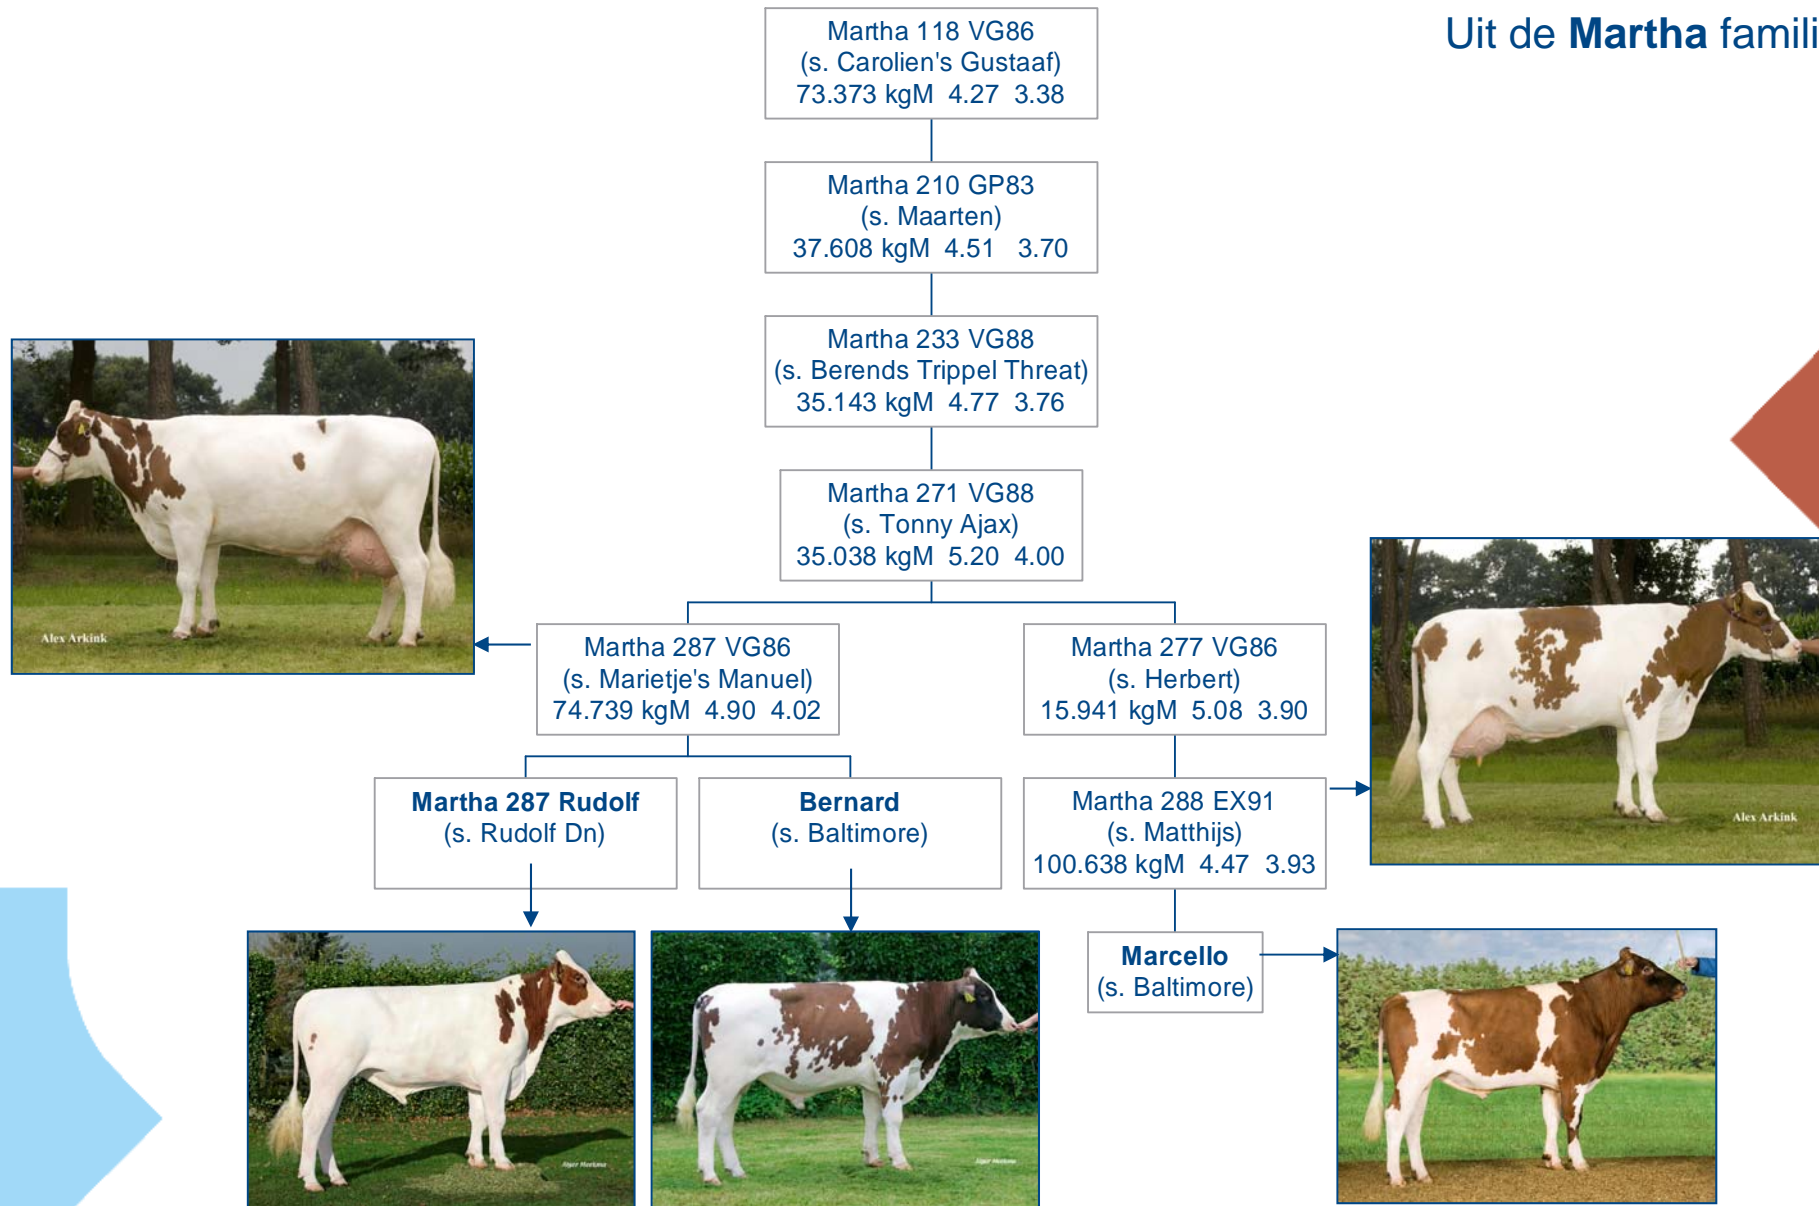 Uit de Martha famili
Martha 118 VG86
(s. Carolien's Gustaaf)
73.373 kgM 4.27 3.38
Martha 210 GP83
(s. Maarten)
37.608 kgM 4.51 3.70
Martha 233 VG88
(s. Berends Trippel Threat)
35.143 kgM 4.77 3.76
Martha 271 VG88
(s. Tonny Ajax)
35.038 kgM 5.20 4.00
Alex Arkink
Martha 287 VG86
(s. Marietje's Manuel)
74.739 kgM 4.90 4.02
Martha 277 VG86
(s. Herbert)
15.941 kgM 5.08 3.90
Martha 287 Rudolf
(s. Rudolf Dn)
Bernard
(s. Baltimore)
Martha 288 EX91
(s. Matthijs)
100.638 kgM 4.47 3.93
Alex Arkink
Marcello
(s. Baltimore)